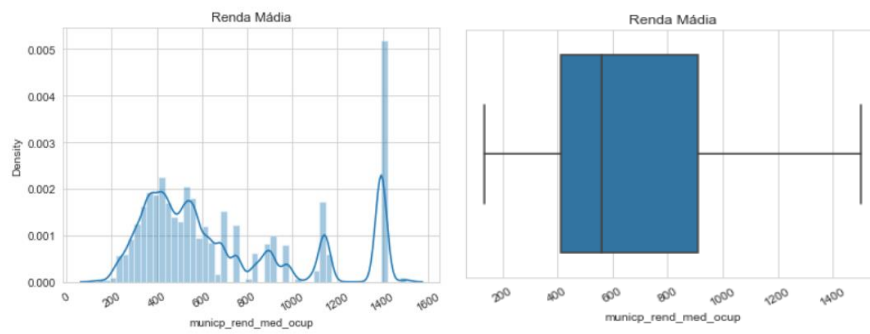 Renda Mádia
Density
0.005
0.004
0.003
0.002
0.001
0.000
0 200 400 600 800 1000 1200 1400 1600
municp_rend_med_ocup
Renda Mádia
200 400 600 800 1000 1200 1400
municp_rend_med_ocup